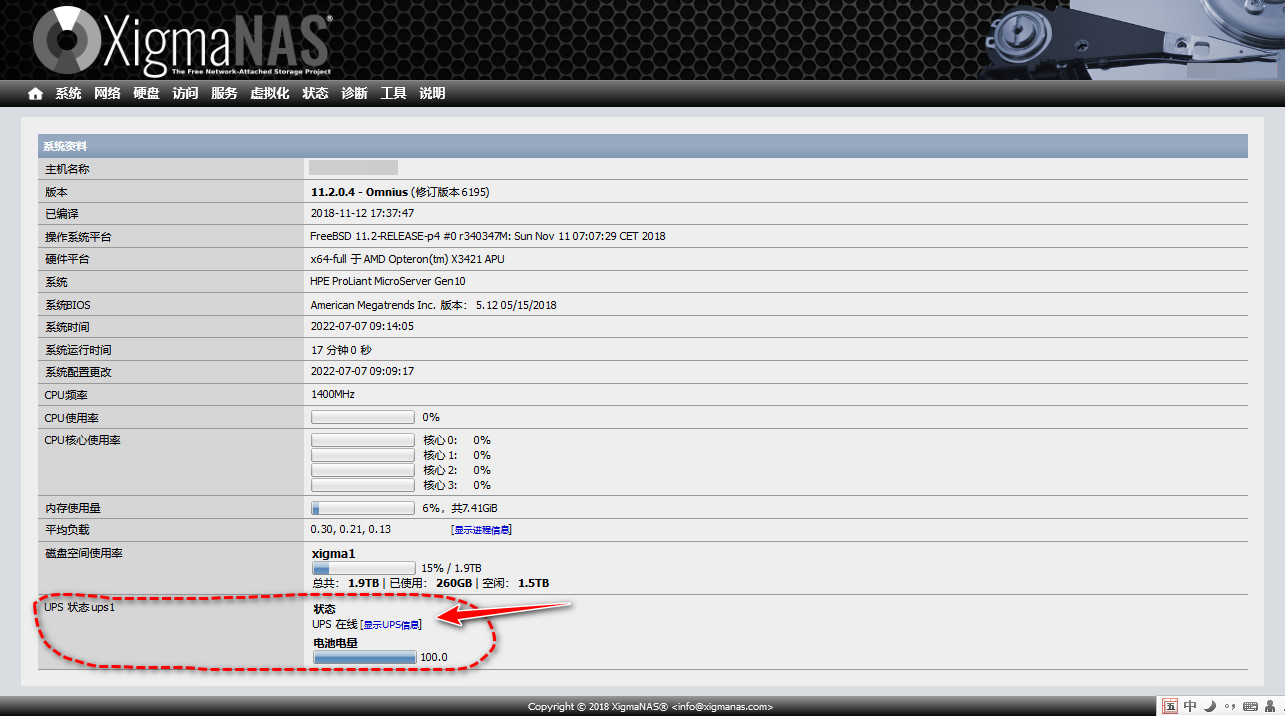 XigmaNAS®
The Free Network-Attached Storage Project
系统 网络 硬盘 访问 服务 虚拟化 状态 诊断 工具 说明
系统资料
主机名称
版本 11.2.0.4 - Omnius (修订版本 6195)
已编译 2018-11-12 17:37:47
操作系统平台 FreeBSD 11.2-RELEASE-p4 #0 r340347M: Sun Nov 11 07:07:29 CET 2018
硬件平台 x64-full 于 AMD Opteron(tm) X3421 APU
系统 HPE ProLiant MicroServer Gen10
系统BIOS American Megatrends Inc. 版本： 5.12 05/15/2018
系统时间 2022-07-07 09:14:05
系统运行时间 17 分钟 0 秒
系统配置更改 2022-07-07 09:09:17
CPU频率 1400MHz
CPU使用率 0%
CPU核心使用率 核心 0: 0%
核心 1: 0%
核心 2: 0%
核心 3: 0%
内存使用量 6%，共7.41GiB
平均负载 0.30, 0.21, 0.13 [显示进程信息]
磁盘空间使用率 xigma1
15% / 1.9TB
总共： 1.9TB | 已使用： 260GB | 空闲： 1.5TB
UPS 状态 ups1 状态
UPS 在线 [显示UPS信息]
电池电量
100.0
Copyright © 2018 XigmaNAS® <info@xigmanas.com>
五 中